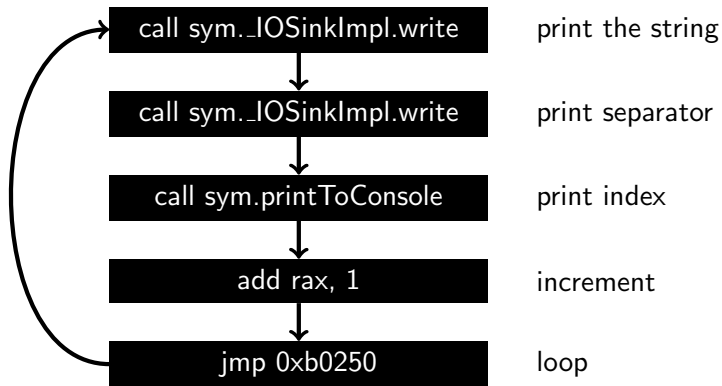 call sym._IOSinkImpl.write print the string
call sym._IOSinkImpl.write print separator
call sym.printToConsole print index
add rax, 1 increment
jmp 0xb0250 loop